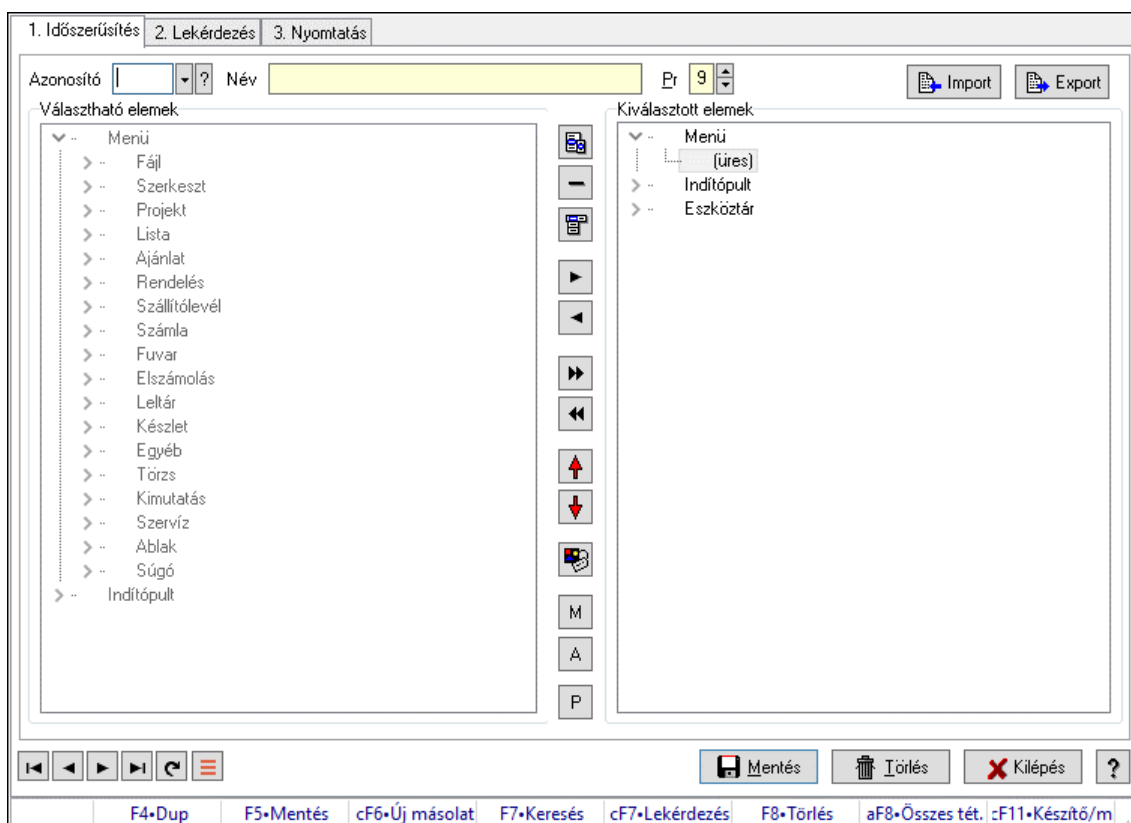 1. Időszerűsítés 2. Lekérdezés 3. Nyomtatás
Azonosító ? Név Pr 9 Import Export
Választható elemek
Menü
Fájl
Szerkeszt
Projekt
Lista
Ajánlat
Rendelés
Szállítólevél
Számla
Fuvar
Elszámolás
Leltár
Készlet
Egyéb
Törzs
Kimutatás
Szervíz
Ablak
Súgó
Indítópult
M
A
P
Kiválasztott elemek
Menü
(üres)
Indítópult
Eszköztár
Mentés Törlés Kilépés ?
F4•Dup F5•Mentés cF6•Új másolat F7•Keresés cF7•Lekérdezés F8•Törlés aF8•Összes tét. cF11•Készítő/m